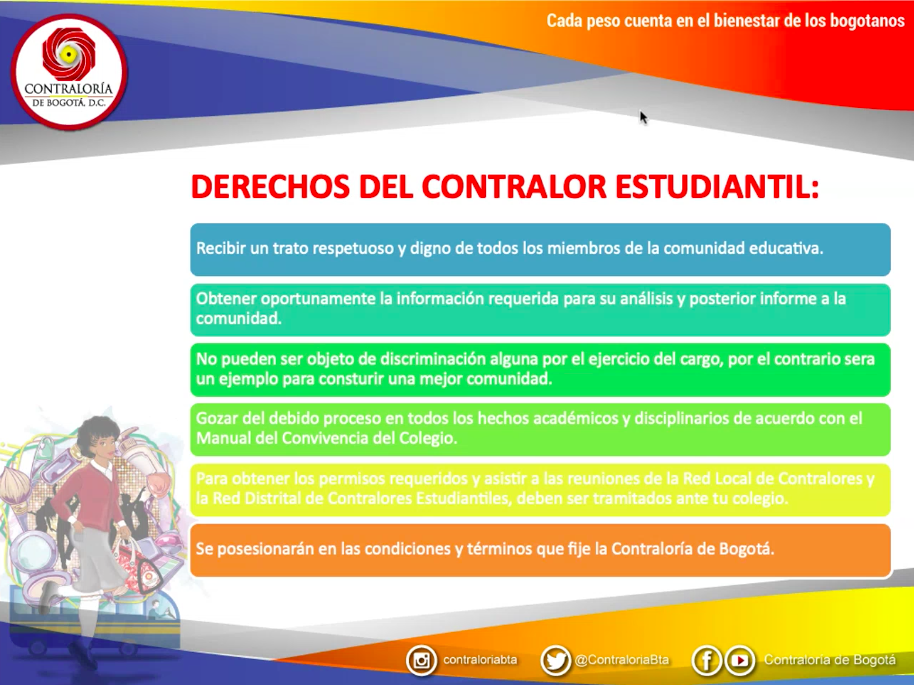 Cada peso cuenta en el bienestar de los bogotanos
CONTRALORÍA
DE BOGOTÁ, D.C.
DERECHOS DEL CONTRALOR ESTUDIANTIL:
Recibir un trato respetuoso y digno de todos los miembros de la comunidad educativa.
Obtener oportunamente la información requerida para su análisis y posterior informe a la
comunidad.
No pueden ser objeto de discriminación alguna por el ejercicio del cargo, por el contrario sera
un ejemplo para consturir una mejor comunidad.
Gozar del debido proceso en todos los hechos académicos y disciplinarios de acuerdo con el
Manual del Convivencia del Colegio.
Para obtener los permisos requeridos y asistir a las reuniones de la Red Local de Contralores y
la Red Distrital de Contralores Estudiantiles, deben ser tramitados ante tu colegio.
Se posesionarán en las condiciones y términos que fije la Contraloría de Bogotá.
contraloriabta
@ContraloriaBta
Contraloría de Bogotá